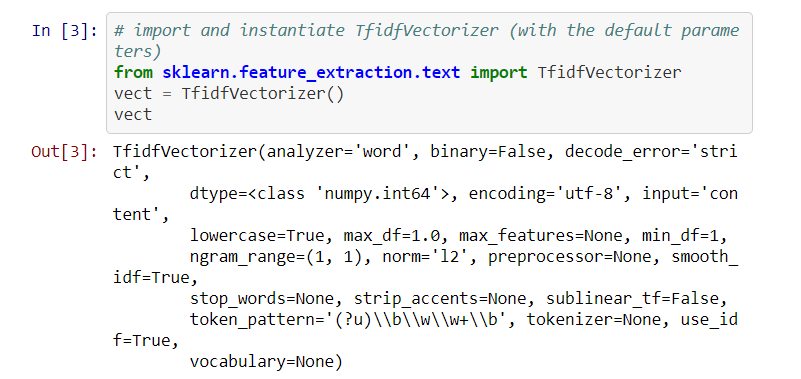 In [3]: # import and instantiate TfidfVectorizer (with the default parame
ters)
from sklearn.feature_extraction.text import TfidfVectorizer
vect = TfidfVectorizer()
vect
Out[3]: TfidfVectorizer(analyzer='word', binary=False, decode_error='stri
ct',
dtype=<class 'numpy.int64'>, encoding='utf-8', input='con
tent',
lowercase=True, max_df=1.0, max_features=None, min_df=1,
ngram_range=(1, 1), norm='l2', preprocessor=None, smooth_
idf=True,
stop_words=None, strip_accents=None, sublinear_tf=False,
token_pattern='(?u)\\b\\w\\w+\\b', tokenizer=None, use_id
f=True,
vocabulary=None)